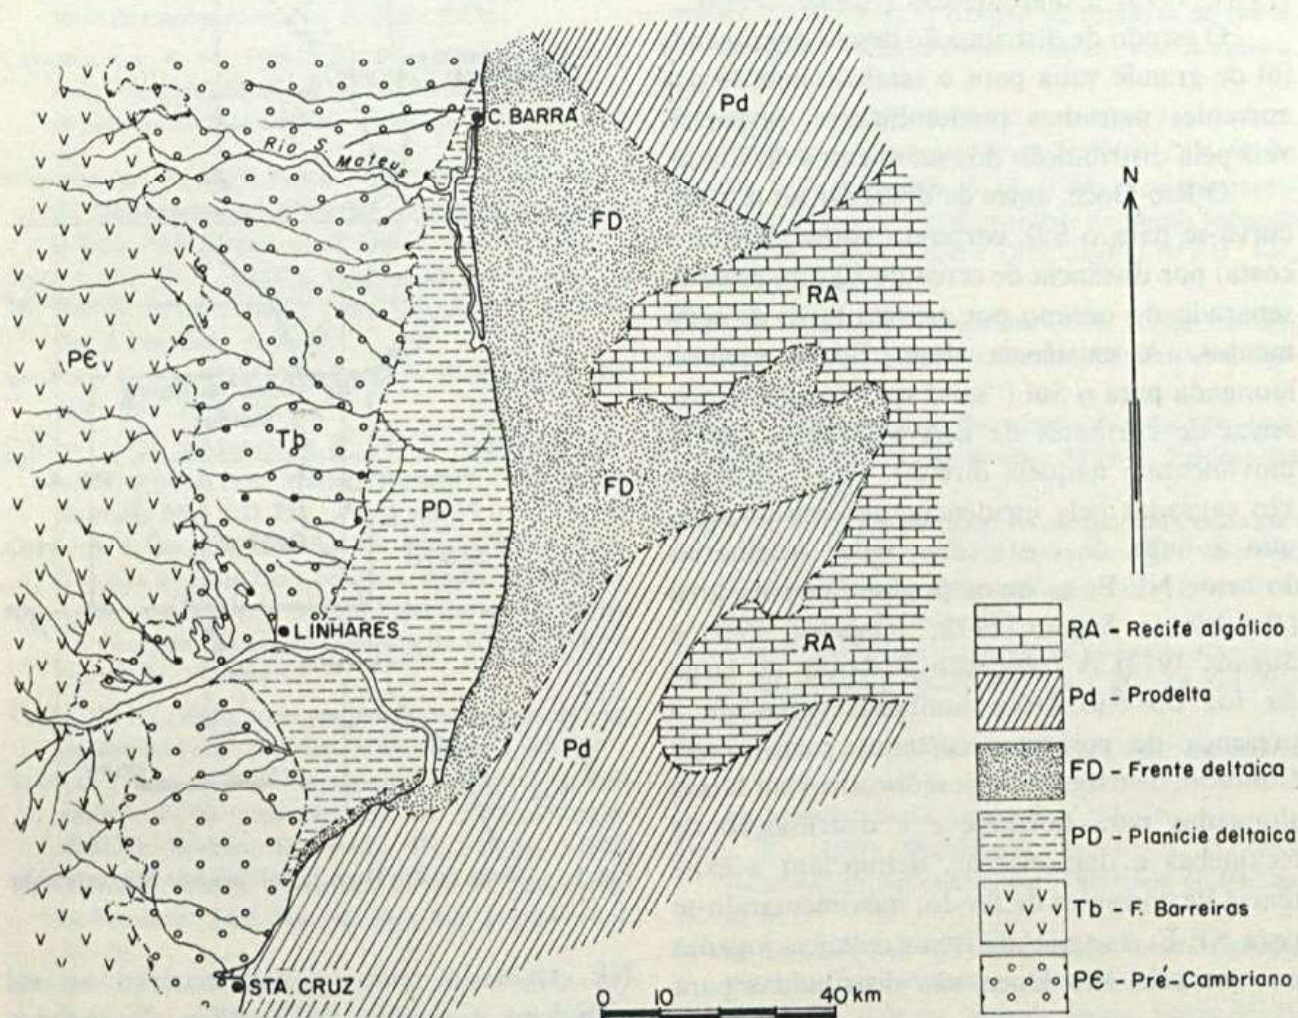 C. BARRA
Pd
Rio S. Mateus
N
FD
RA
PЄ
Tb
FD
PD
LINHARES
RA
Pd
STA. CRUZ
0 10 40 km
RA - Recife algálico
Pd - Prodelta
FD - Frente deltaica
PD - Planície deltaica
Tb - F. Barreiras
PЄ - Pré-Cambriano